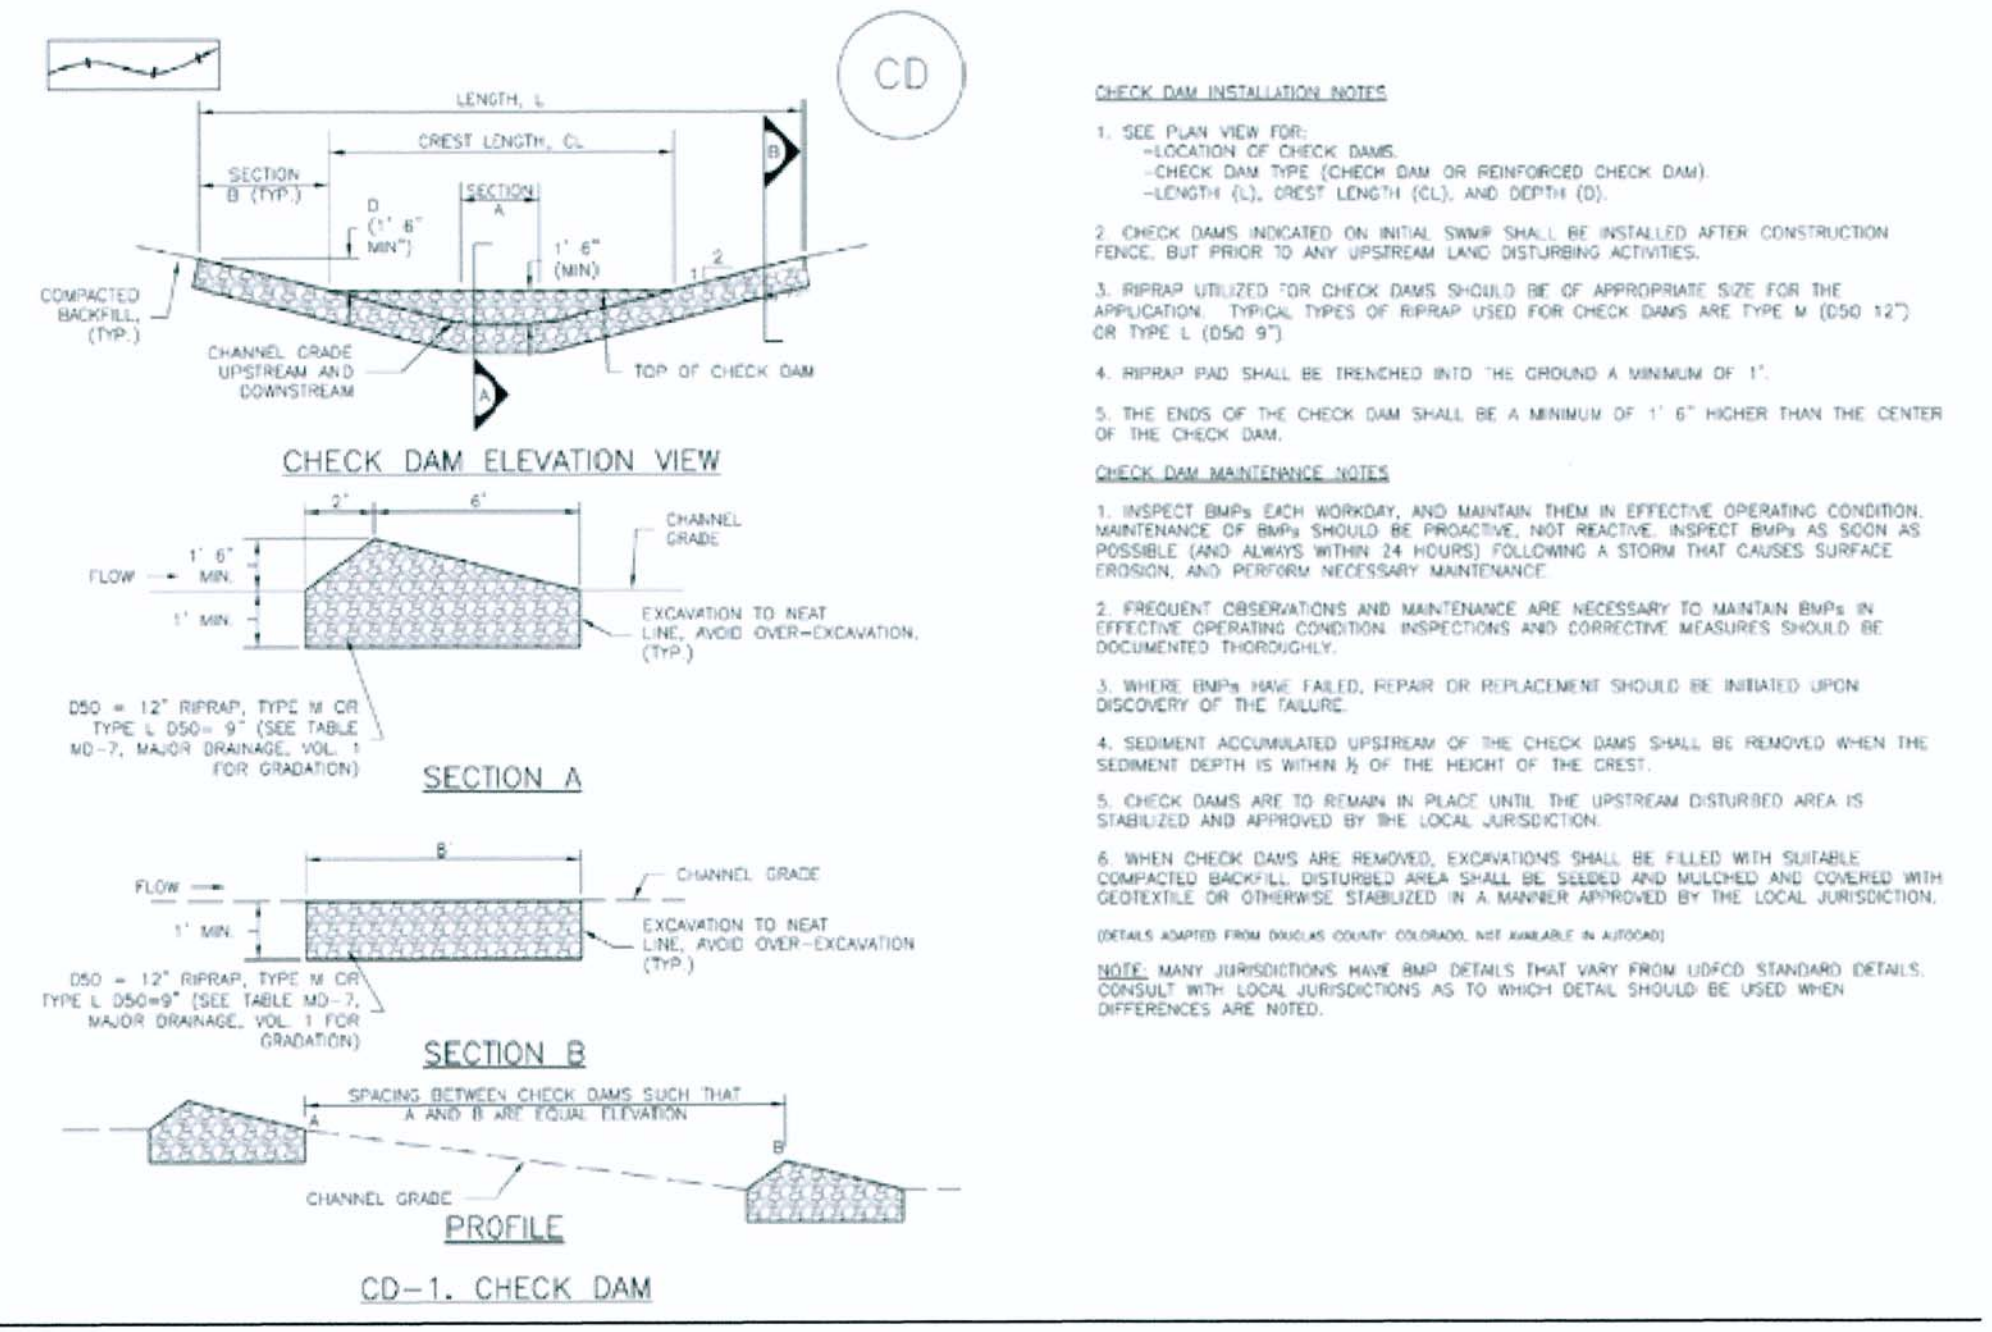 CD
LENGTH, L
CREST LENGTH, CL
B
SECTION
B (TYP.)
SECTION
A
D
(1' 6"
MIN")
1' 6"
(MIN)
2
1
COMPACTED
BACKFILL,
(TYP.)
CHANNEL GRADE
UPSTREAM AND
DOWNSTREAM
TOP OF CHECK DAM
A
CHECK DAM ELEVATION VIEW
2'
6'
CHANNEL
GRADE
1' 6"
MIN.
FLOW
1' MIN.
EXCAVATION TO NEAT
LINE, AVOID OVER-EXCAVATION.
(TYP.)
D50 = 12" RIPRAP, TYPE M OR
TYPE L D50= 9" (SEE TABLE
MD-7, MAJOR DRAINAGE, VOL. 1
FOR GRADATION)
SECTION A
8'
FLOW
CHANNEL GRADE
1' MIN.
EXCAVATION TO NEAT
LINE, AVOID OVER-EXCAVATION
(TYP.)
D50 = 12" RIPRAP, TYPE M OR
TYPE L D50=9" (SEE TABLE MD-7,
MAJOR DRAINAGE, VOL. 1 FOR
GRADATION)
SECTION B
SPACING BETWEEN CHECK DAMS SUCH THAT
A AND B ARE EQUAL ELEVATION
A
B
CHANNEL GRADE
PROFILE
CD-1. CHECK DAM
CHECK DAM INSTALLATION NOTES
1. SEE PLAN VIEW FOR:
-LOCATION OF CHECK DAMS.
-CHECK DAM TYPE (CHECK DAM OR REINFORCED CHECK DAM).
-LENGTH (L), CREST LENGTH (CL), AND DEPTH (D).
2. CHECK DAMS INDICATED ON INITIAL SWMP SHALL BE INSTALLED AFTER CONSTRUCTION
FENCE, BUT PRIOR TO ANY UPSTREAM LAND DISTURBING ACTIVITIES.
3. RIPRAP UTILIZED FOR CHECK DAMS SHOULD BE OF APPROPRIATE SIZE FOR THE
APPLICATION. TYPICAL TYPES OF RIPRAP USED FOR CHECK DAMS ARE TYPE M (D50 12")
OR TYPE L (D50 9")
4. RIPRAP PAD SHALL BE TRENCHED INTO THE GROUND A MINIMUM OF 1'.
5. THE ENDS OF THE CHECK DAM SHALL BE A MINIMUM OF 1' 6" HIGHER THAN THE CENTER
OF THE CHECK DAM.
CHECK DAM MAINTENANCE NOTES
1. INSPECT BMPs EACH WORKDAY, AND MAINTAIN THEM IN EFFECTIVE OPERATING CONDITION.
MAINTENANCE OF BMPs SHOULD BE PROACTIVE, NOT REACTIVE. INSPECT BMPs AS SOON AS
POSSIBLE (AND ALWAYS WITHIN 24 HOURS) FOLLOWING A STORM THAT CAUSES SURFACE
EROSION, AND PERFORM NECESSARY MAINTENANCE
2. FREQUENT OBSERVATIONS AND MAINTENANCE ARE NECESSARY TO MAINTAIN BMPs IN
EFFECTIVE OPERATING CONDITION. INSPECTIONS AND CORRECTIVE MEASURES SHOULD BE
DOCUMENTED THOROUGHLY.
3. WHERE BMPs HAVE FAILED, REPAIR OR REPLACEMENT SHOULD BE INITIATED UPON
DISCOVERY OF THE FAILURE.
4. SEDIMENT ACCUMULATED UPSTREAM OF THE CHECK DAMS SHALL BE REMOVED WHEN THE
SEDIMENT DEPTH IS WITHIN ½ OF THE HEIGHT OF THE CREST.
5. CHECK DAMS ARE TO REMAIN IN PLACE UNTIL THE UPSTREAM DISTURBED AREA IS
STABILIZED AND APPROVED BY THE LOCAL JURISDICTION.
6. WHEN CHECK DAMS ARE REMOVED, EXCAVATIONS SHALL BE FILLED WITH SUITABLE
COMPACTED BACKFILL. DISTURBED AREA SHALL BE SEEDED AND MULCHED AND COVERED WITH
GEOTEXTILE OR OTHERWISE STABILIZED IN A MANNER APPROVED BY THE LOCAL JURISDICTION.
(DETAILS ADAPTED FROM DOUGLAS COUNTY, COLORADO, NOT AVAILABLE IN AUTOCAD)
NOTE: MANY JURISDICTIONS HAVE BMP DETAILS THAT VARY FROM UDFCD STANDARD DETAILS.
CONSULT WITH LOCAL JURISDICTIONS AS TO WHICH DETAIL SHOULD BE USED WHEN
DIFFERENCES ARE NOTED.